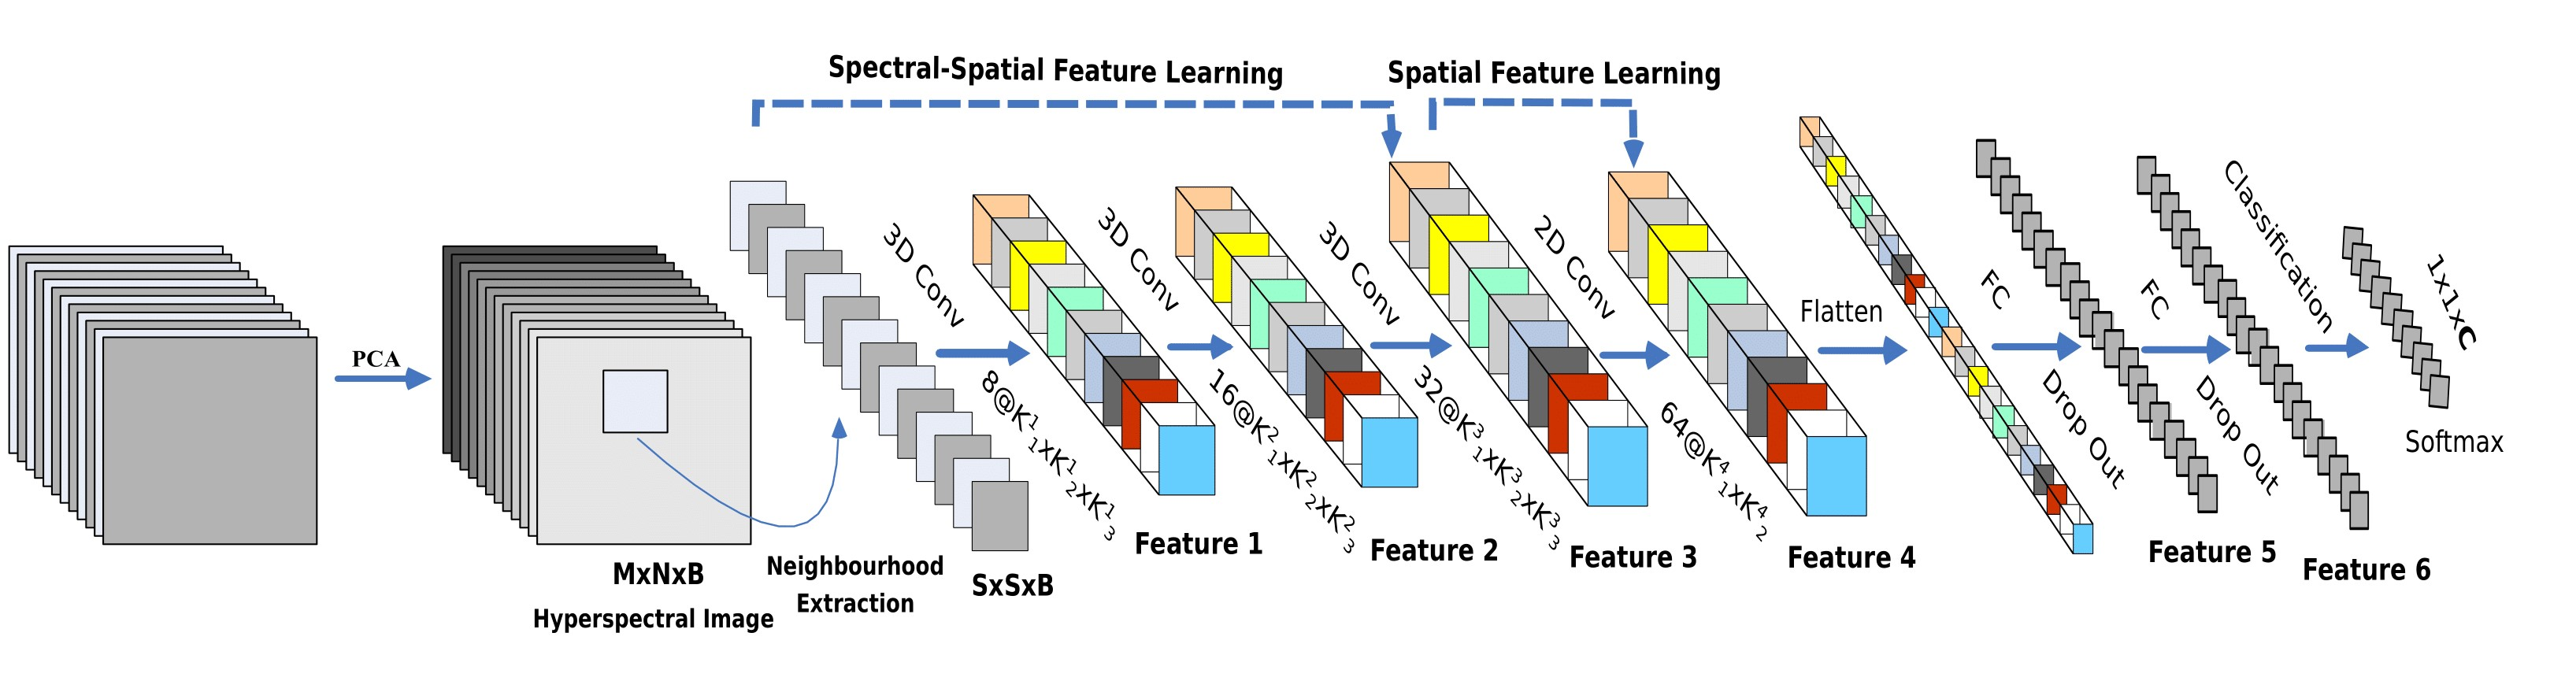 Spectral-Spatial Feature Learning
Spatial Feature Learning
PCA
MxNxB
Hyperspectral Image
Neighbourhood
Extraction
SxSxB
3D Conv
8@K¹₁xK¹₂xK¹₃
Feature 1
3D Conv
16@K²₁xK²₂xK²₃
Feature 2
3D Conv
32@K³₁xK³₂xK³₃
Feature 3
2D Conv
64@K⁴₁xK⁴₂
Feature 4
Flatten
FC
Drop Out
Feature 5
FC
Drop Out
Feature 6
Classification
1x1xC
Softmax